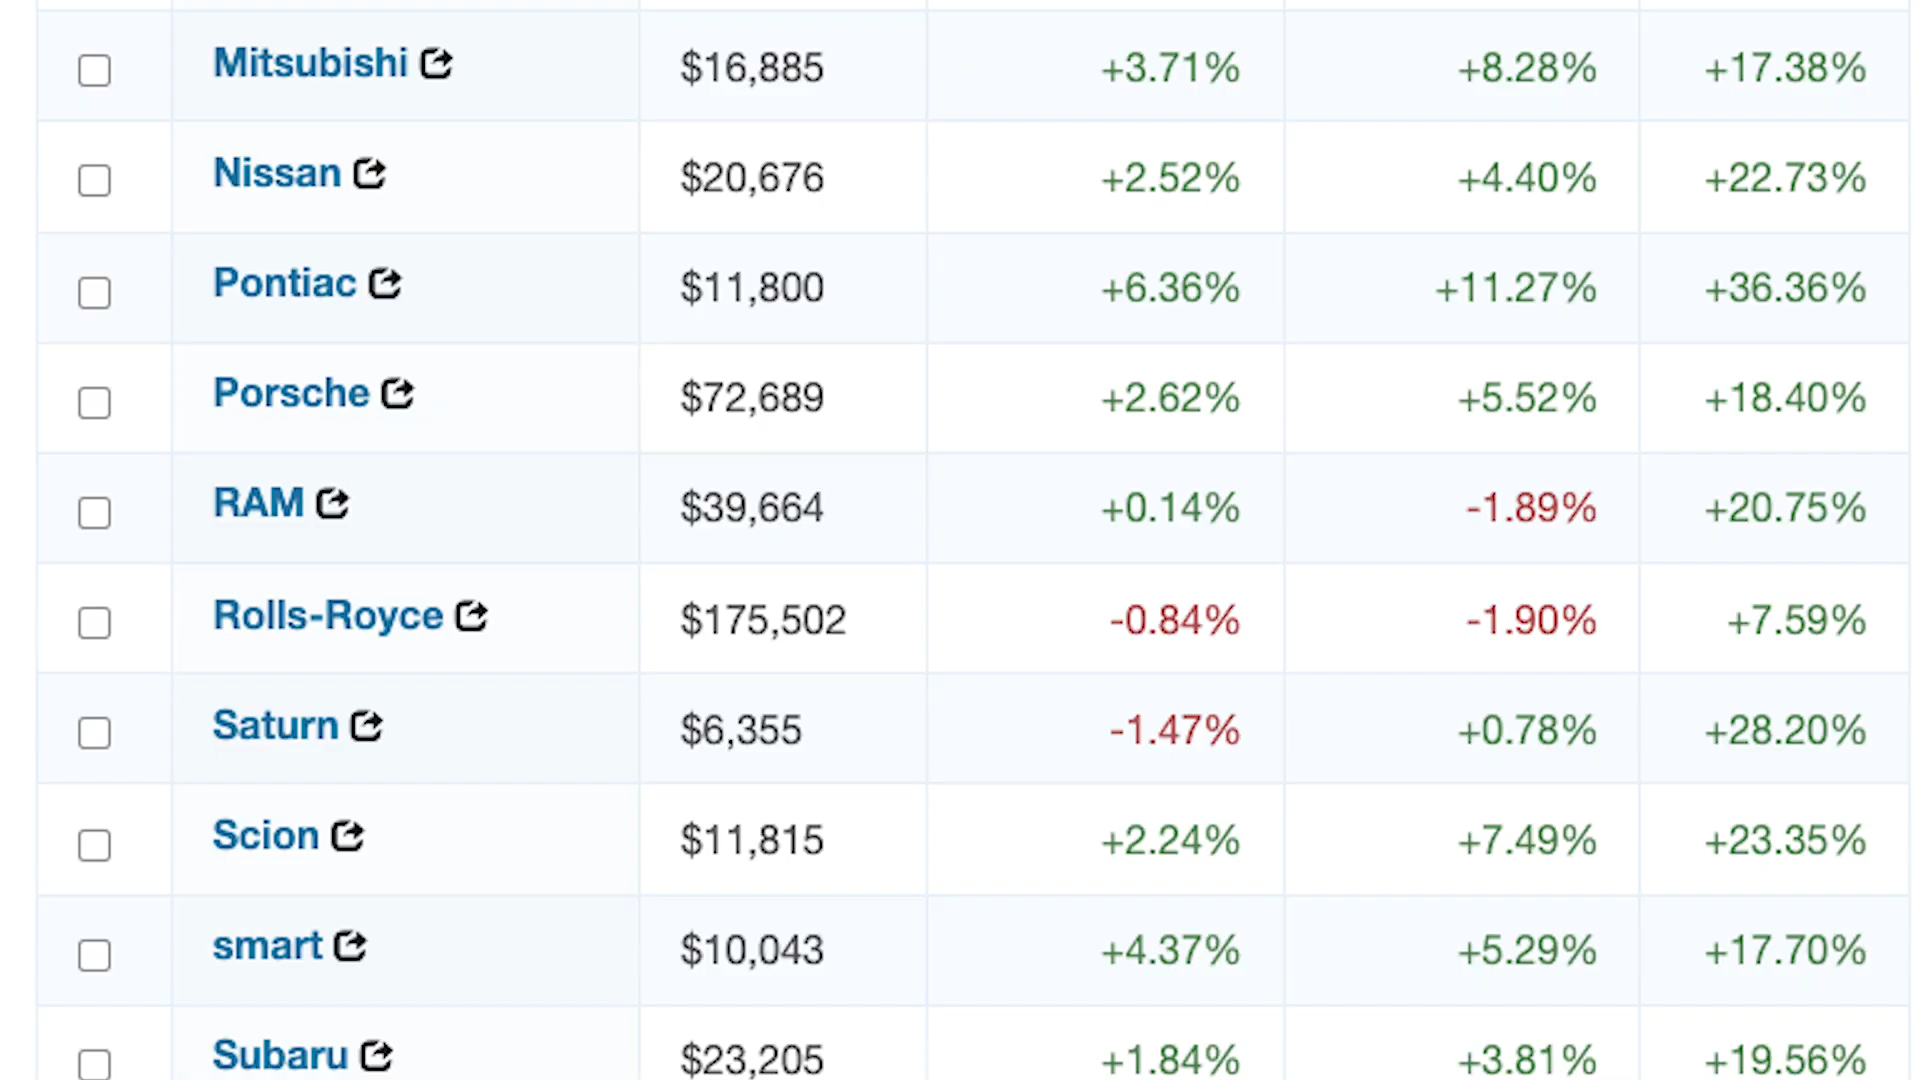 Mitsubishi $16,885 +3.71% +8.28% +17.38%
Nissan $20,676 +2.52% +4.40% +22.73%
Pontiac $11,800 +6.36% +11.27% +36.36%
Porsche $72,689 +2.62% +5.52% +18.40%
RAM $39,664 +0.14% -1.89% +20.75%
Rolls-Royce $175,502 -0.84% -1.90% +7.59%
Saturn $6,355 -1.47% +0.78% +28.20%
Scion $11,815 +2.24% +7.49% +23.35%
smart $10,043 +4.37% +5.29% +17.70%
Subaru $23,205 +1.84% +3.81% +19.56%